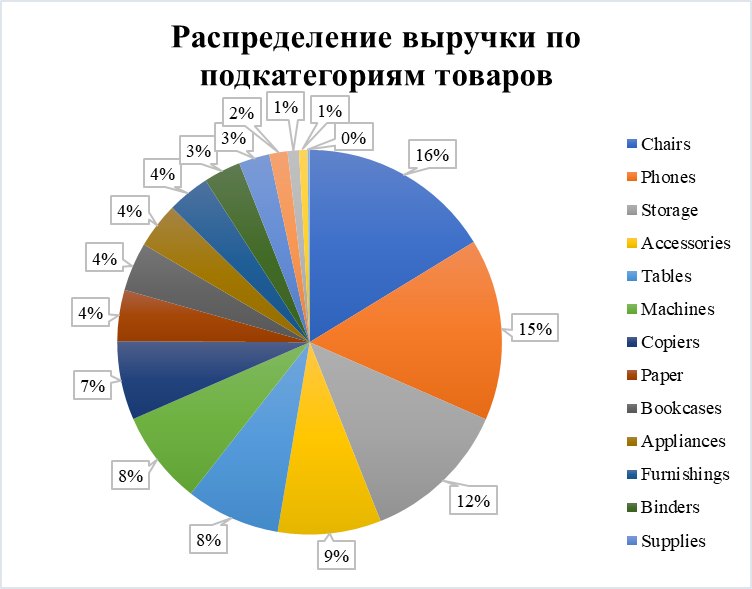 Распределение выручки по
подкатегориям товаров
16%
15%
12%
9%
8%
8%
7%
4%
4%
4%
4%
3%
3%
2%
1%
1%
0%
Chairs
Phones
Storage
Accessories
Tables
Machines
Copiers
Paper
Bookcases
Appliances
Furnishings
Binders
Supplies